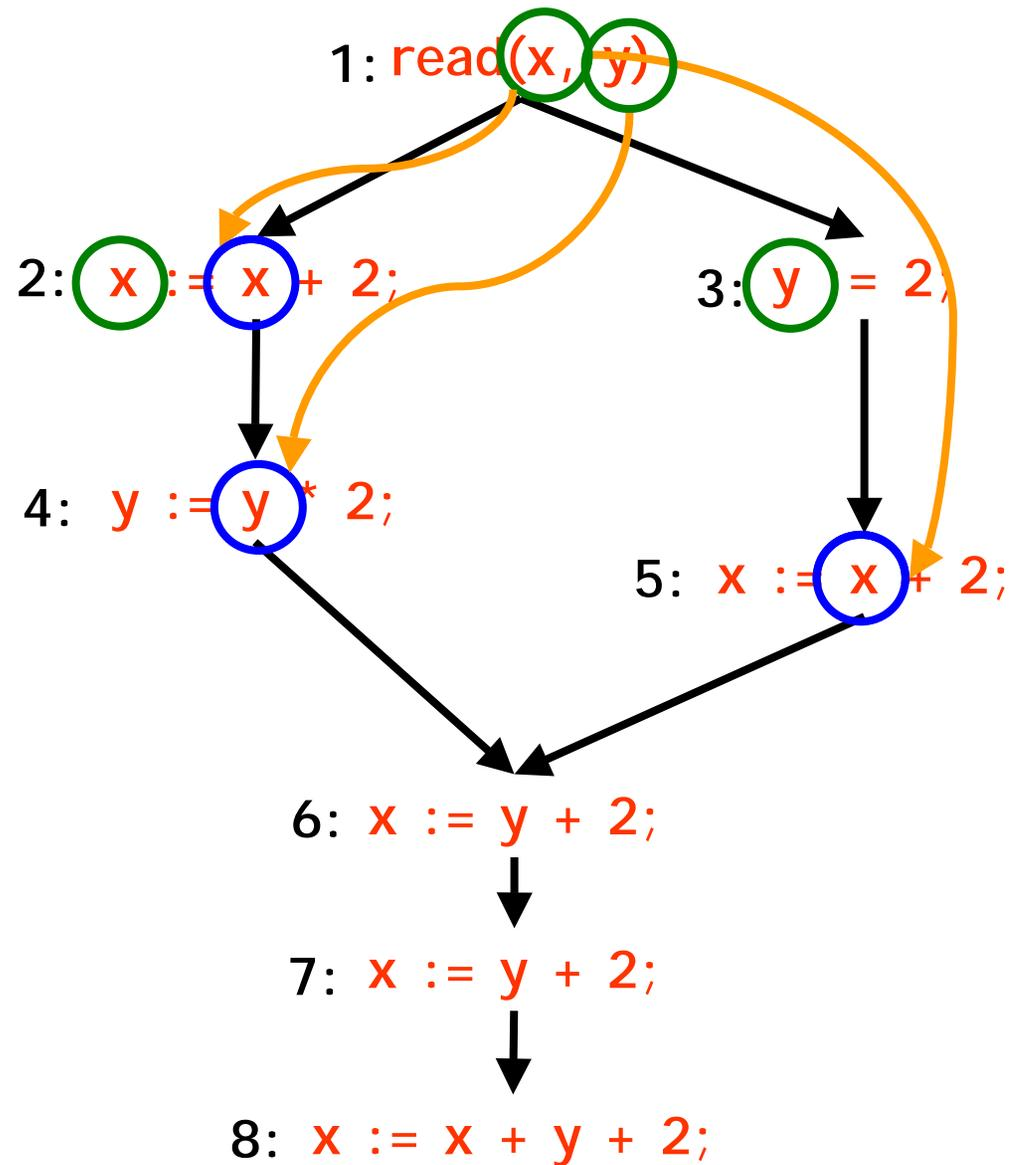 1: read(x, y)
2: x := x + 2;
3: y = 2;
4: y := y * 2;
5: x := x + 2;
6: x := y + 2;
7: x := y + 2;
8: x := x + y + 2;